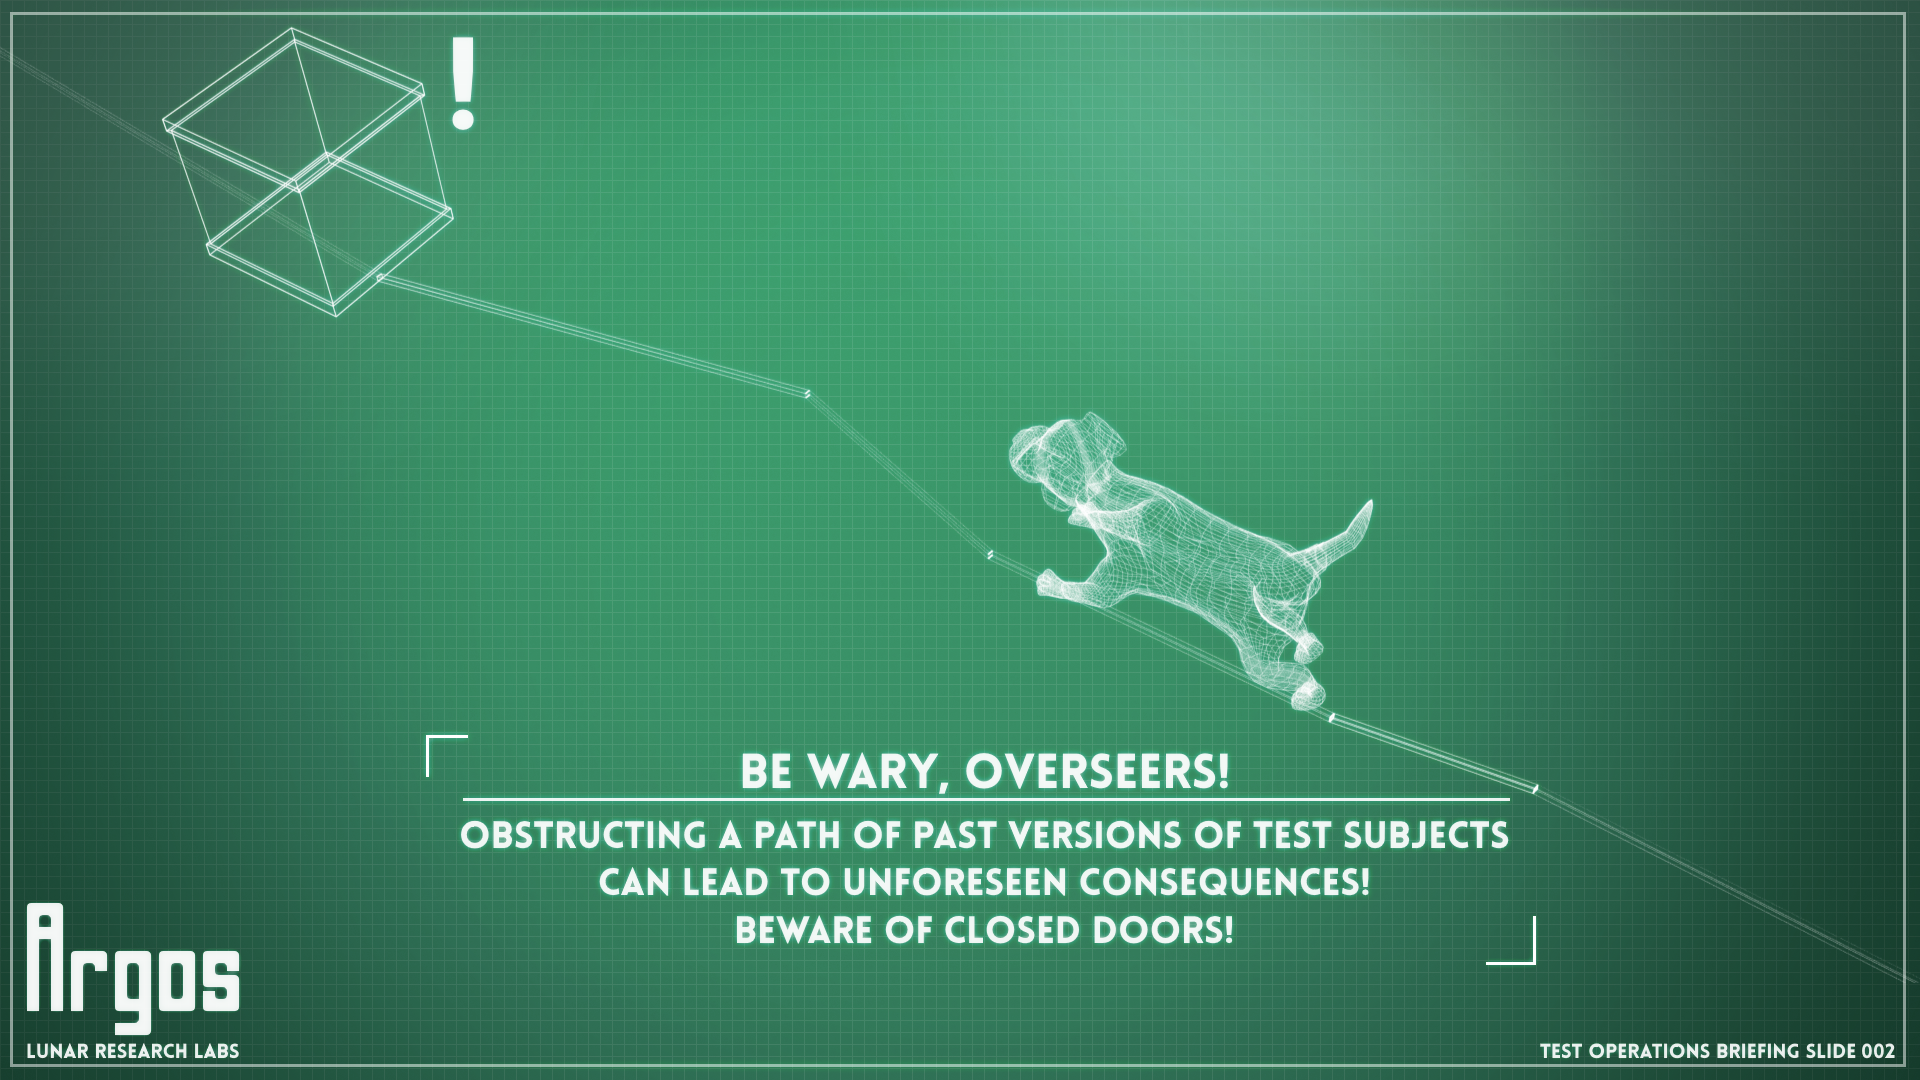 !
BE WARY, OVERSEERS!
OBSTRUCTING A PATH OF PAST VERSIONS OF TEST SUBJECTS
CAN LEAD TO UNFORESEEN CONSEQUENCES!
BEWARE OF CLOSED DOORS!
Argos
LUNAR RESEARCH LABS
TEST OPERATIONS BRIEFING SLIDE 002